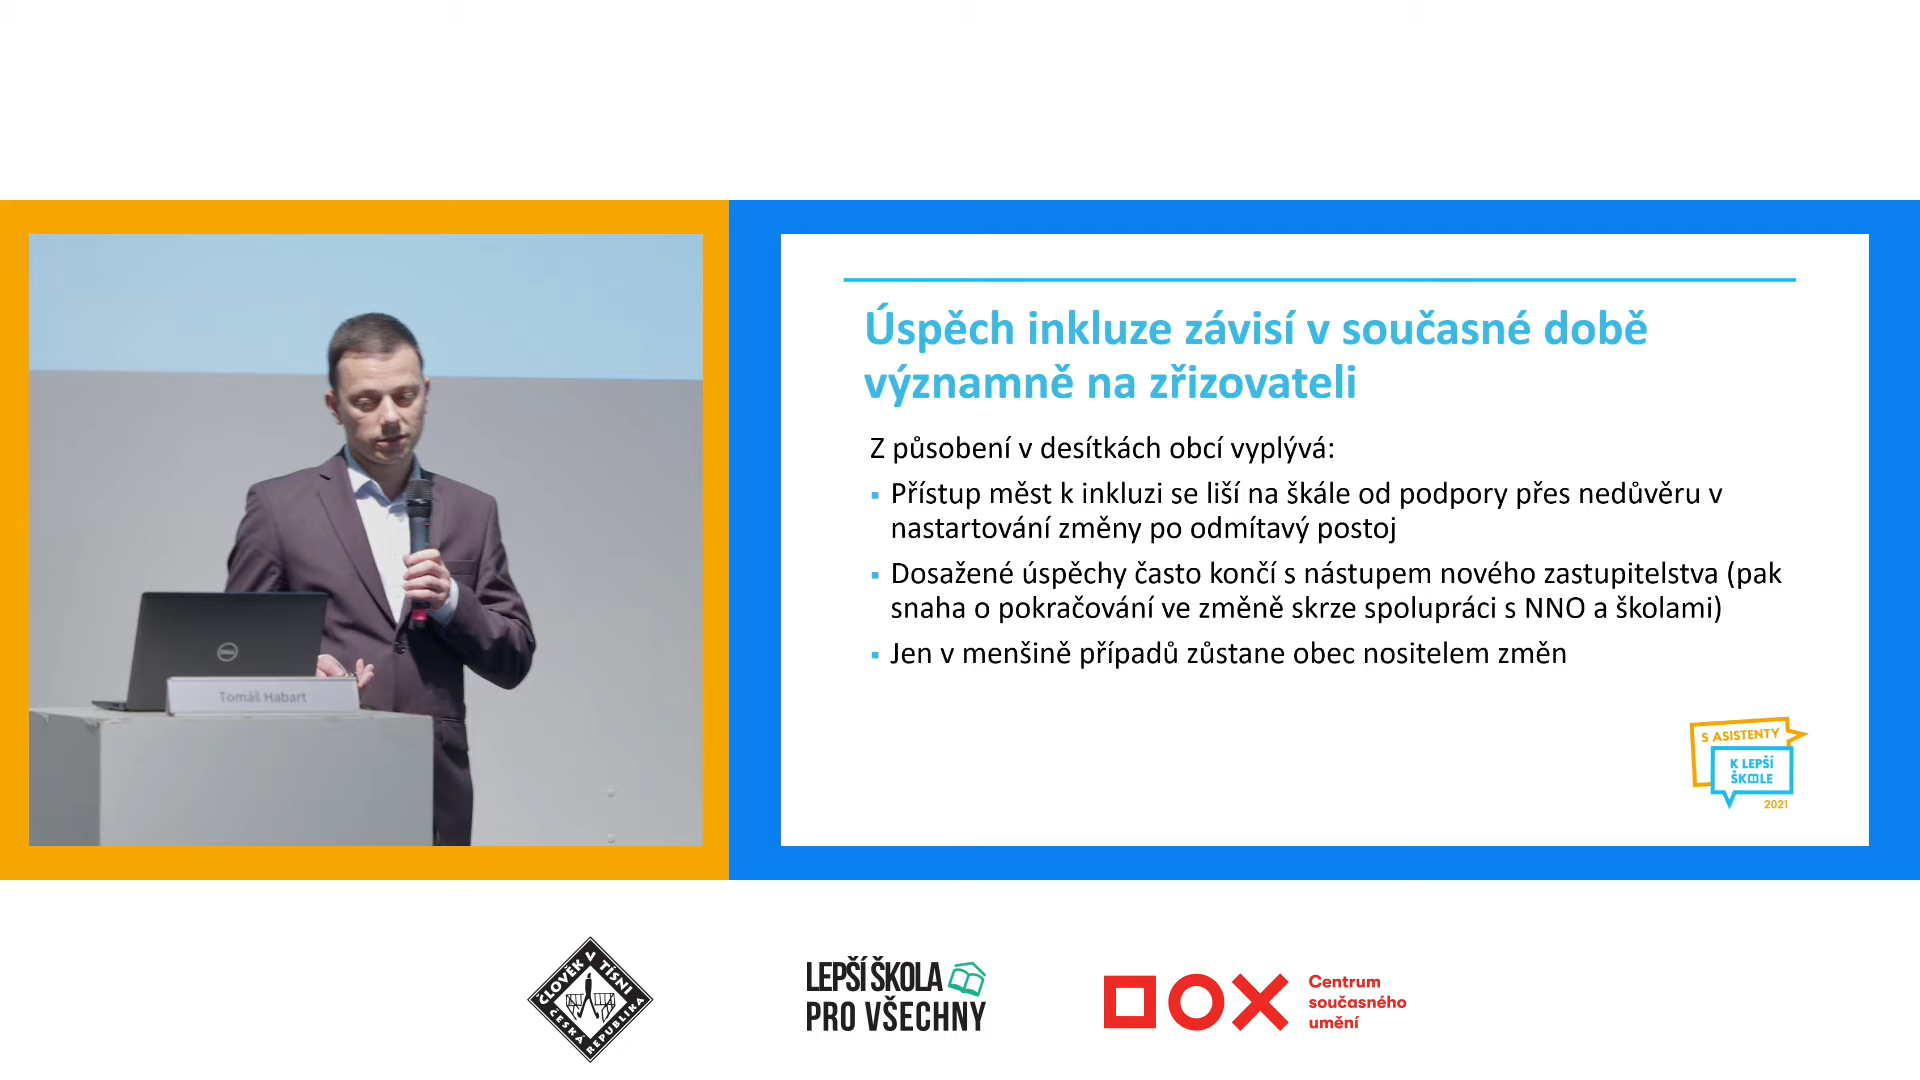 Úspěch inkluze závisí v současné době
významně na zřizovateli
Z působení v desítkách obcí vyplývá:
▪ Přístup měst k inkluzi se liší na škále od podpory přes nedůvěru v
nastartování změny po odmítavý postoj
▪ Dosažené úspěchy často končí s nástupem nového zastupitelstva (pak
snaha o pokračování ve změně skrze spolupráci s NNO a školami)
▪ Jen v menšině případů zůstane obec nositelem změn
S ASISTENTY
K LEPŠÍ
ŠKOLE
2021
DELL
Tomáš Habart
ČLOVĚK V TÍSNI
ČESKÁ REPUBLIKA
LEPŠÍ ŠKOLA
PRO VŠECHNY
DOX
Centrum
současného
umění